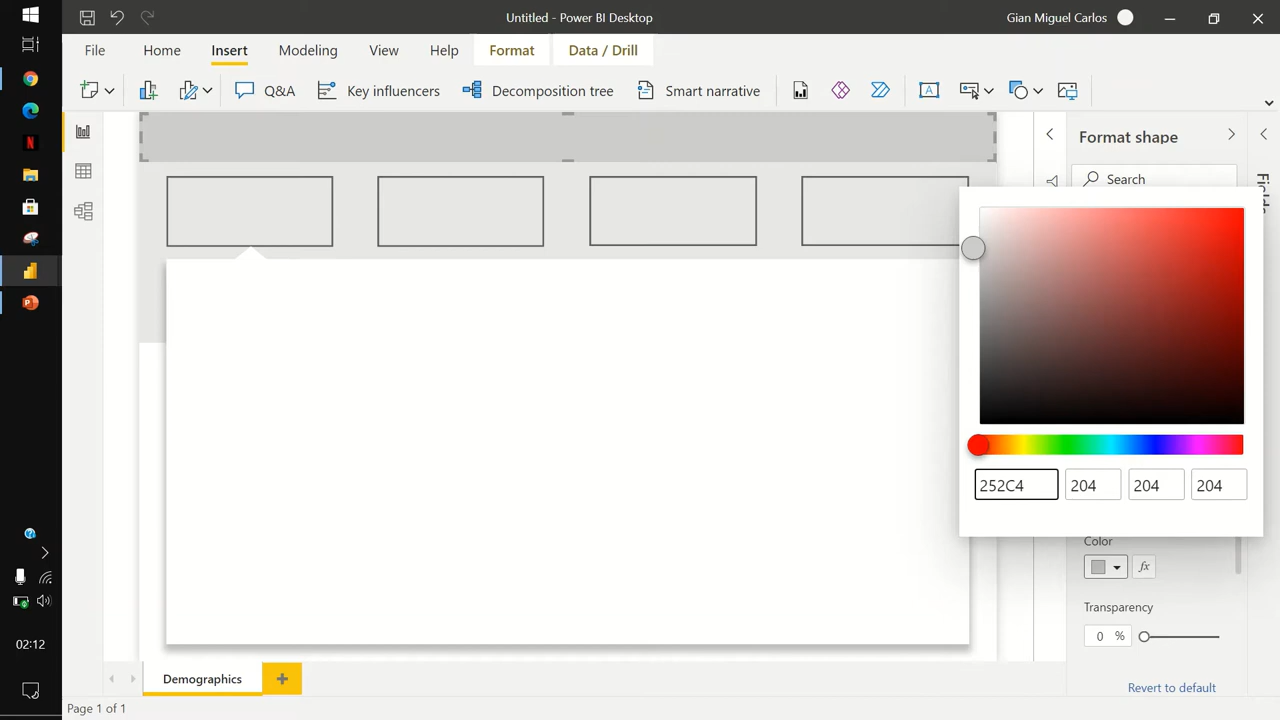 Untitled - Power BI Desktop
Gian Miguel Carlos
File
Home
Insert
Modeling
View
Help
Format
Data / Drill
Q&A
Key influencers
Decomposition tree
Smart narrative
Format shape
Search
Fields
252C4
204
204
204
Color
fx
Transparency
0 %
Revert to default
02:12
Demographics
Page 1 of 1